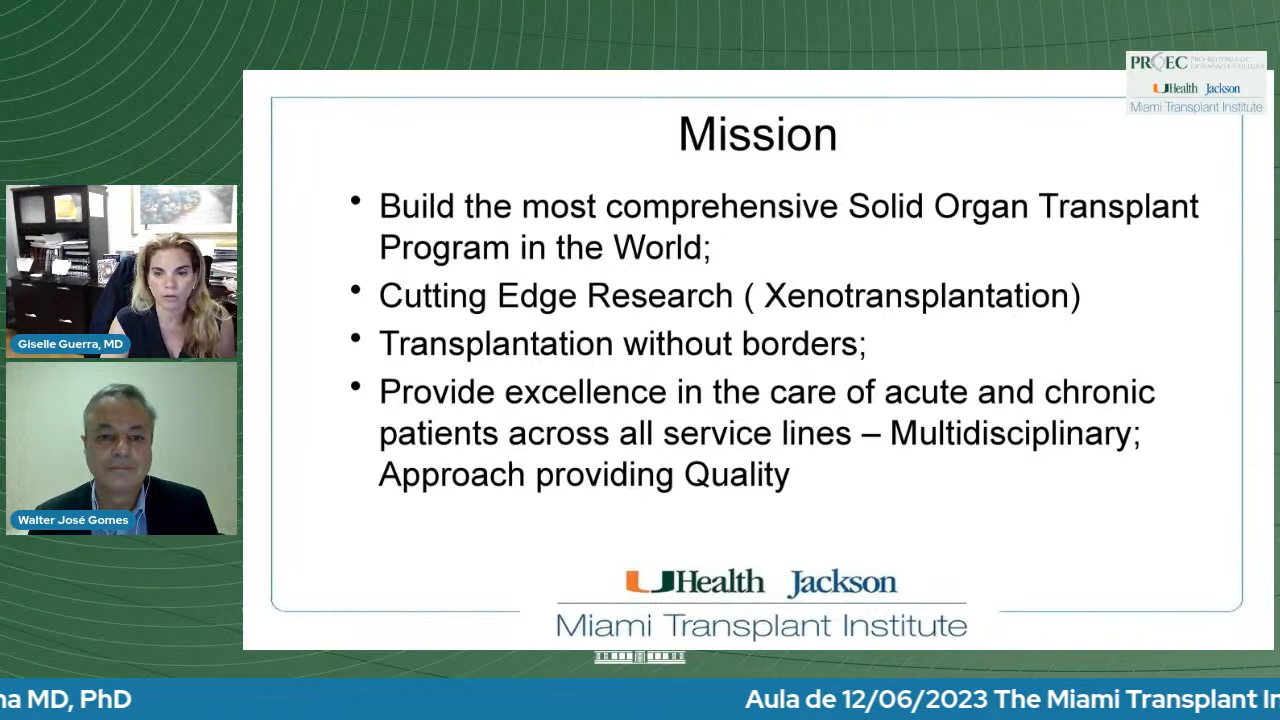 PROEC PRÓ-REITORIA DE
EXTENSÃO E CULTURA
UHealth Jackson
Miami Transplant Institute
Mission
• Build the most comprehensive Solid Organ Transplant
Program in the World;
• Cutting Edge Research ( Xenotransplantation)
• Transplantation without borders;
• Provide excellence in the care of acute and chronic
patients across all service lines – Multidisciplinary;
Approach providing Quality
Giselle Guerra, MD
Walter José Gomes
UHealth Jackson
Miami Transplant Institute
na MD, PhD
Aula de 12/06/2023 The Miami Transplant In